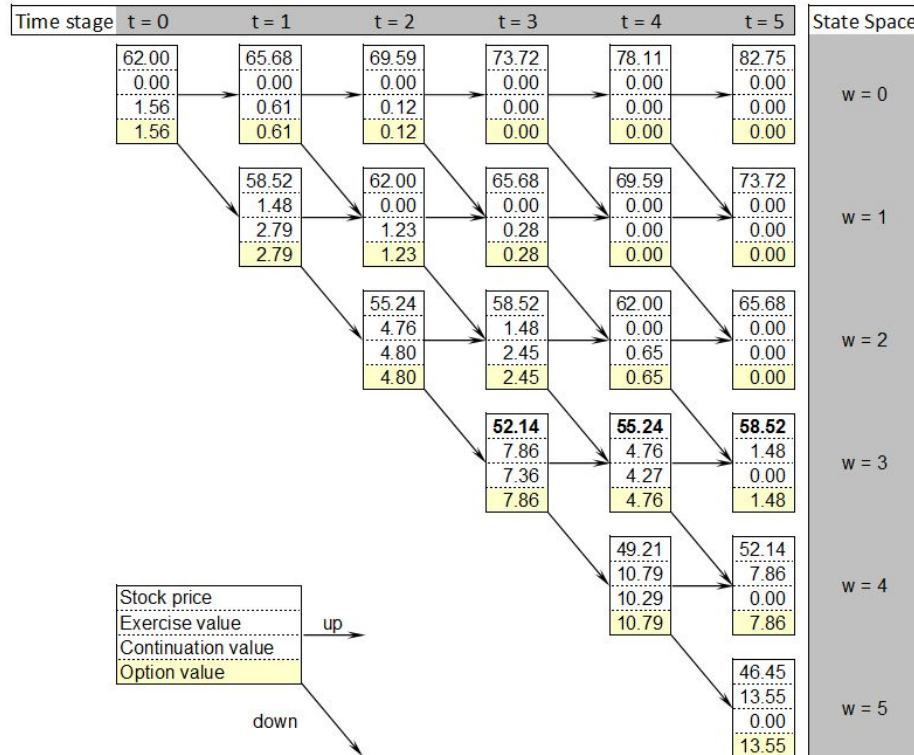 Time stage t = 0 t = 1 t = 2 t = 3 t = 4 t = 5 State Space
62.00 65.68 69.59 73.72 78.11 82.75
0.00 0.00 0.00 0.00 0.00 0.00
1.56 0.61 0.12 0.00 0.00 0.00
1.56 0.61 0.12 0.00 0.00 0.00
w = 0
58.52 62.00 65.68 69.59 73.72
1.48 0.00 0.00 0.00 0.00
2.79 1.23 0.28 0.00 0.00
2.79 1.23 0.28 0.00 0.00
w = 1
55.24 58.52 62.00 65.68
4.76 1.48 0.00 0.00
4.80 2.45 0.65 0.00
4.80 2.45 0.65 0.00
w = 2
52.14 55.24 58.52
7.86 4.76 1.48
7.36 4.27 0.00
7.86 4.76 1.48
w = 3
49.21 52.14
10.79 7.86
10.29 0.00
10.79 7.86
w = 4
Stock price
Exercise value
Continuation value
Option value
up
down
46.45
13.55
0.00
13.55
w = 5